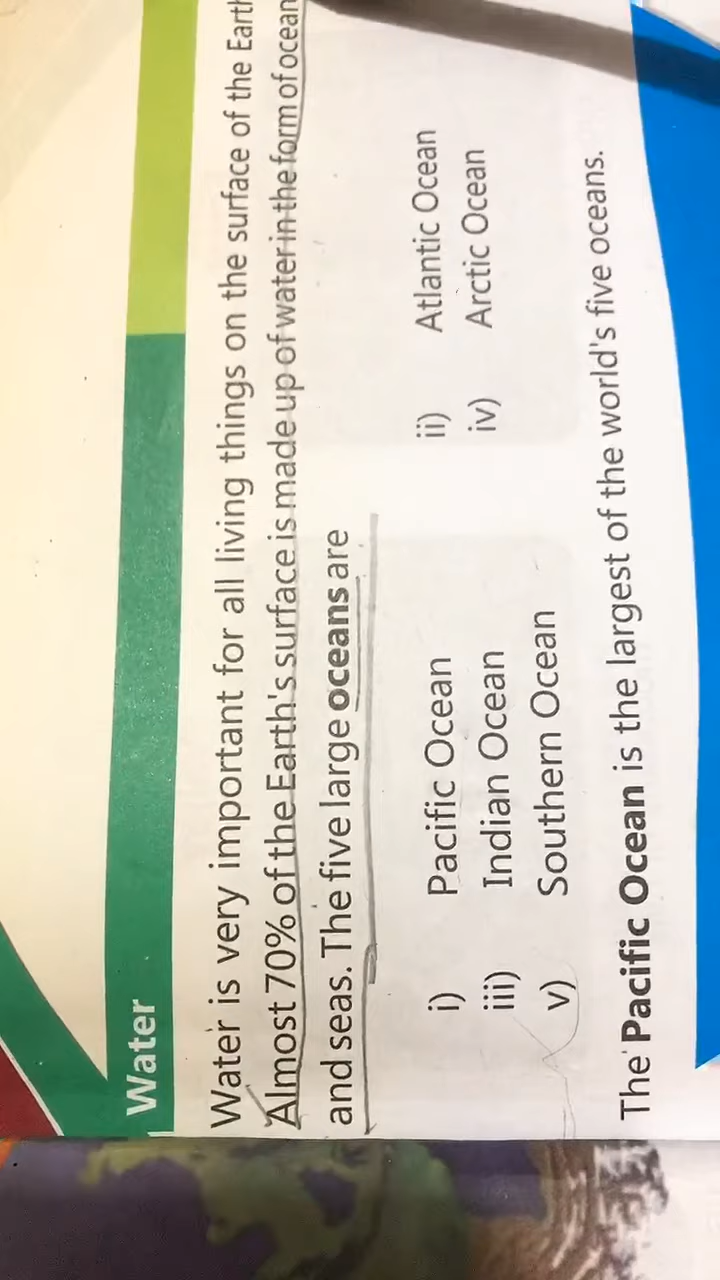 Water
Water is very important for all living things on the surface of the Earth
Almost 70% of the Earth's surface is made up of water in the form of ocean
and seas. The five large oceans are
i) Pacific Ocean ii) Atlantic Ocean
iii) Indian Ocean iv) Arctic Ocean
v) Southern Ocean
The Pacific Ocean is the largest of the world's five oceans.